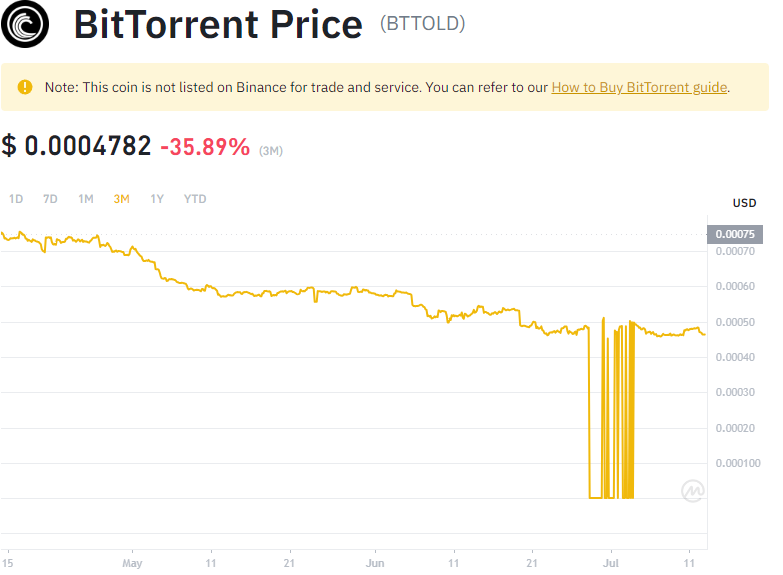 BitTorrent Price (BTTOLD)
Note: This coin is not listed on Binance for trade and service. You can refer to our How to Buy BitTorrent guide.
$ 0.0004782 -35.89% (3M)
1D 7D 1M 3M 1Y YTD
USD
0.00075
0.00070
0.00060
0.00050
0.00040
0.00030
0.00020
0.000100
15 May 11 21 Jun 11 21 Jul 11